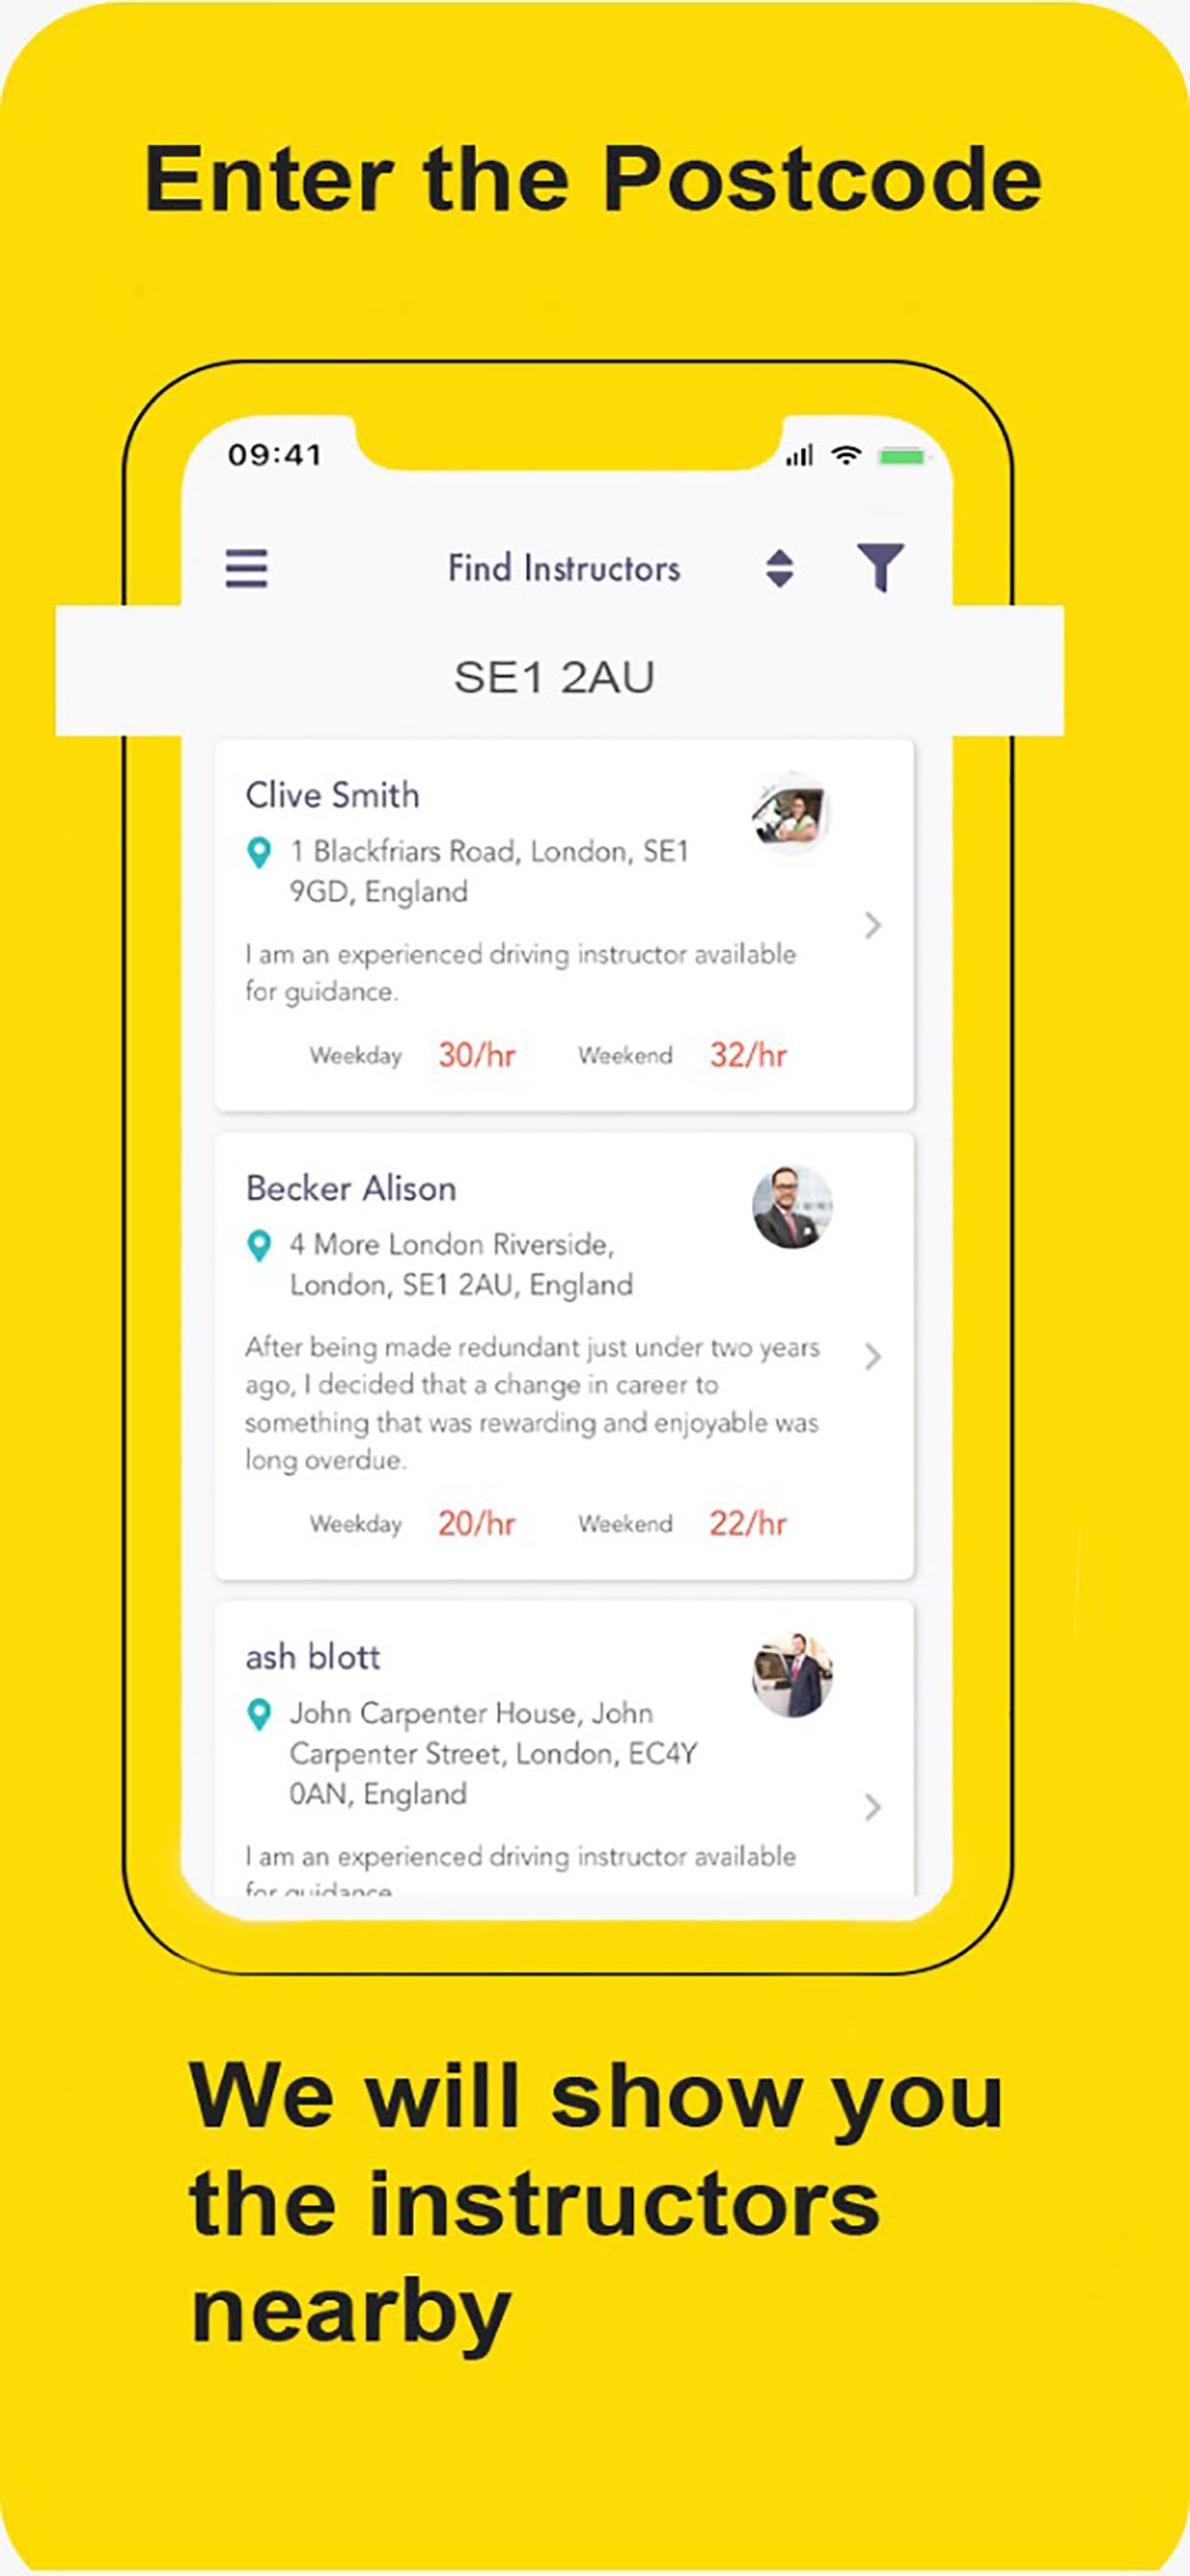 Enter the Postcode
09:41
Find Instructors
SE1 2AU
Clive Smith
1 Blackfriars Road, London, SE1
9GD, England
I am an experienced driving instructor available
for guidance.
Weekday 30/hr Weekend 32/hr
Becker Alison
4 More London Riverside,
London, SE1 2AU, England
After being made redundant just under two years
ago, I decided that a change in career to
something that was rewarding and enjoyable was
long overdue.
Weekday 20/hr Weekend 22/hr
ash blott
John Carpenter House, John
Carpenter Street, London, EC4Y
0AN, England
I am an experienced driving instructor available
for guidance
We will show you
the instructors
nearby